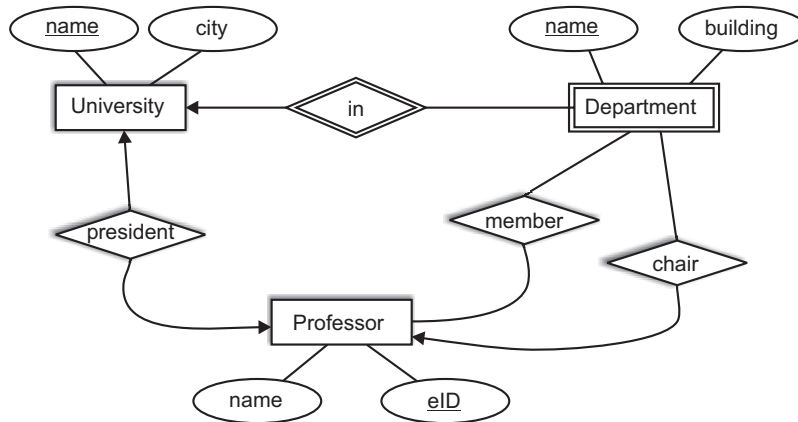 name
city
name
building
University
in
Department
president
member
chair
Professor
name
eID